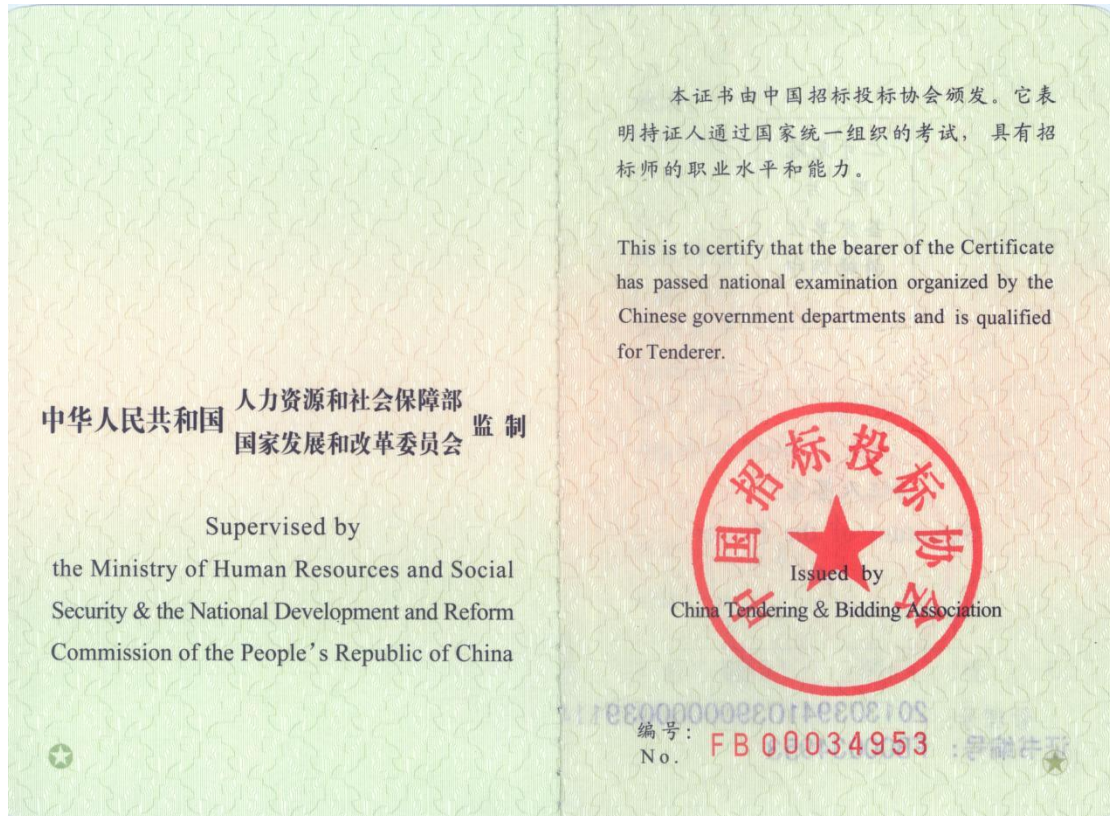 中华人民共和国 人力资源和社会保障部 监制
国家发展和改革委员会
Supervised by
the Ministry of Human Resources and Social
Security & the National Development and Reform
Commission of the People's Republic of China
本证书由中国招标投标协会颁发。它表
明持证人通过国家统一组织的考试， 具有招
标师的职业水平和能力。
This is to certify that the bearer of the Certificate
has passed national examination organized by the
Chinese government departments and is qualified
for Tenderer.
中国招标投标协会
Issued by
China Tendering & Bidding Association
编号:
No. FB 00034953